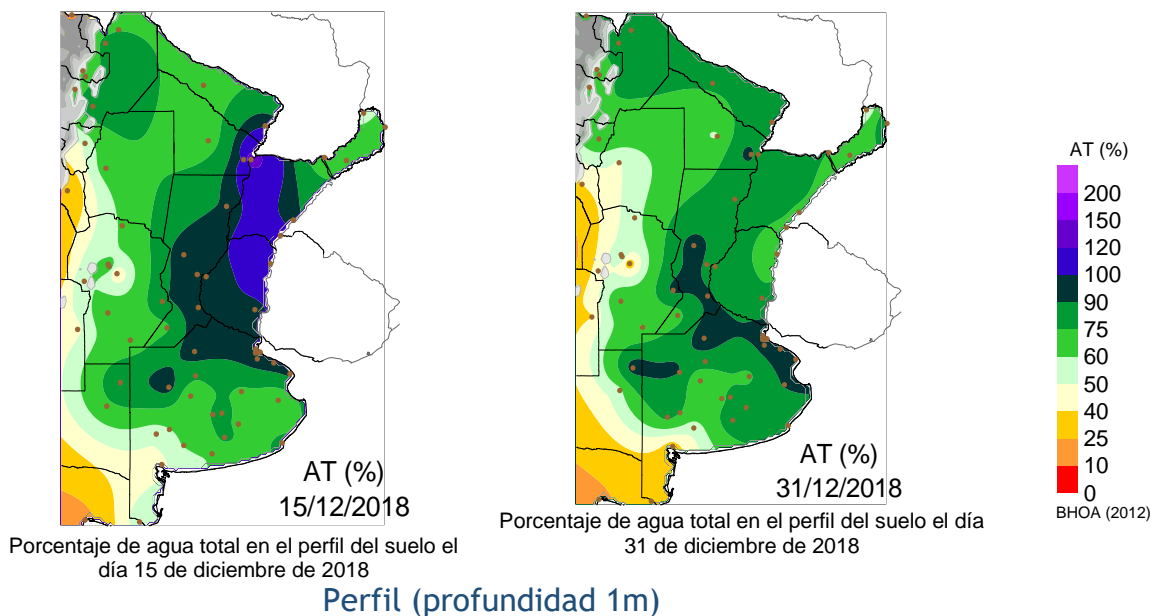 AT (%)
15/12/2018
Porcentaje de agua total en el perfil del suelo el
día 15 de diciembre de 2018
AT (%)
31/12/2018
Porcentaje de agua total en el perfil del suelo el día
31 de diciembre de 2018
AT (%)
200
150
120
100
90
75
60
50
40
25
10
0
BHOA (2012)
Perfil (profundidad 1m)